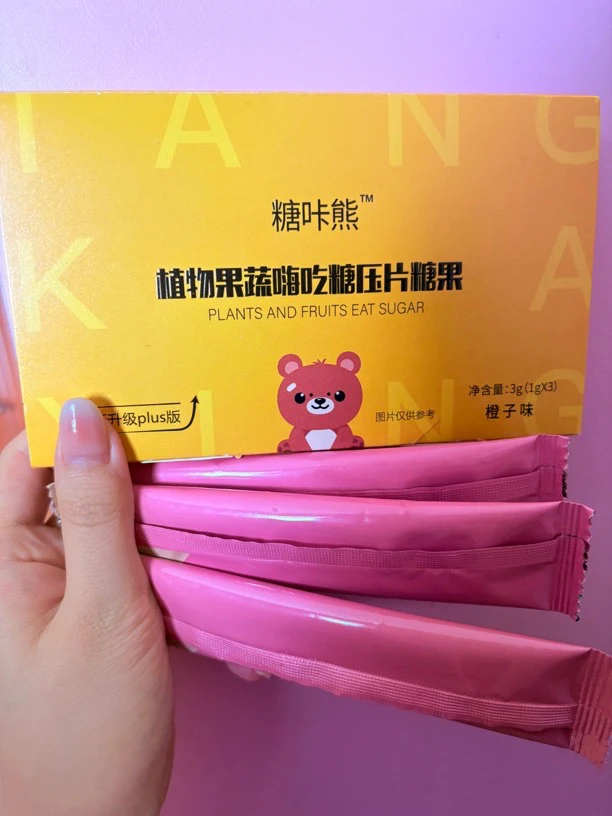 TANG
糖咔熊™
植物果蔬嗨吃糖压片糖果
PLANTS AND FRUITS EAT SUGAR
K A
升级plus版
图片仅供参考
净含量:3g(1gX3)
橙子味
I N G